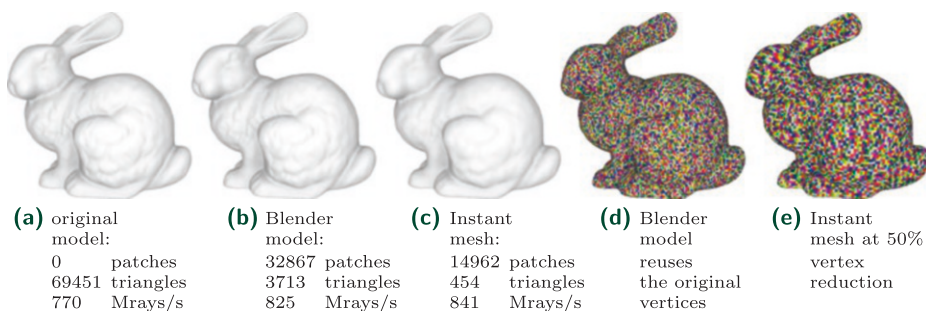 (a) original model:
0 patches
69451 triangles
770 Mrays/s
(b) Blender model:
32867 patches
3713 triangles
825 Mrays/s
(c) Instant mesh:
14962 patches
454 triangles
841 Mrays/s
(d) Blender model
reuses
the original
vertices
(e) Instant
mesh at 50%
vertex
reduction